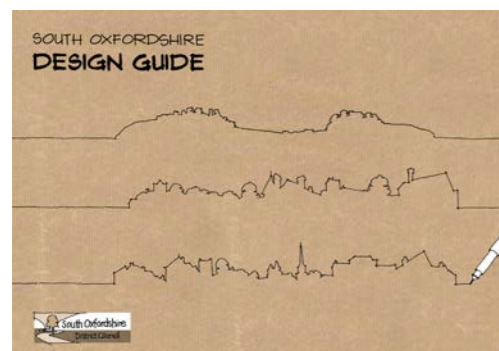 SOUTH OXFORDSHIRE
DESIGN GUIDE
South Oxfordshire
District Council